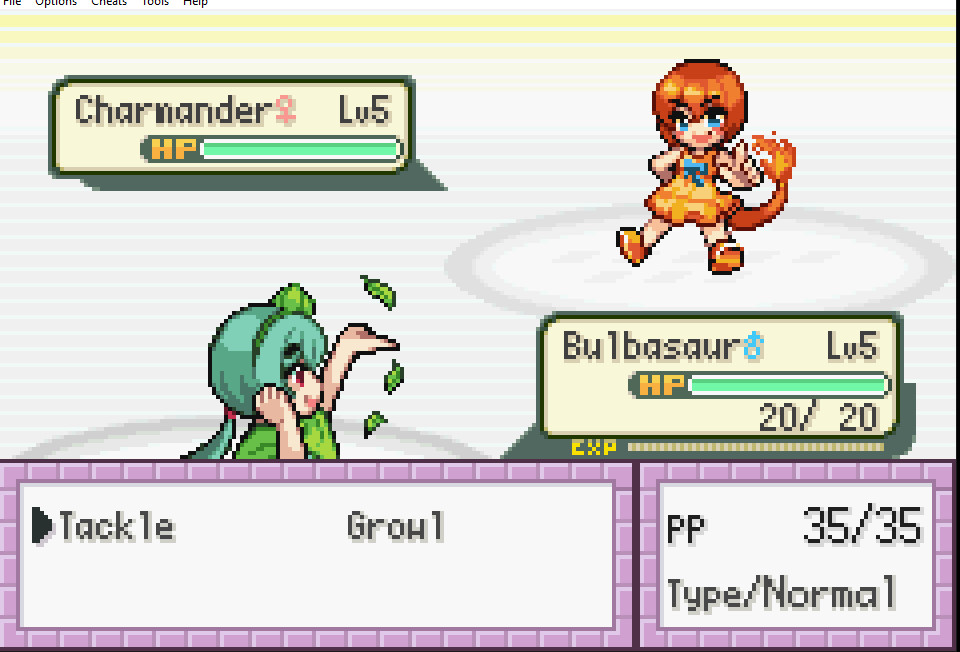 File Options Cheats Tools Help
Charmander♀ Lv5
HP
Bulbasaur♂ Lv5
HP
20/ 20
EXP
Tackle Growl
PP 35/35
Type/Normal